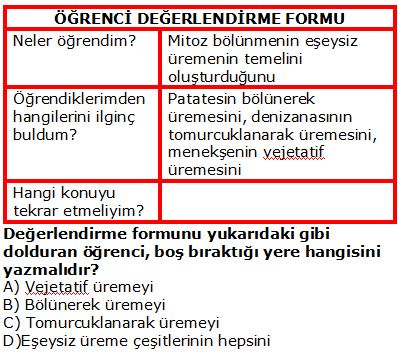 ÖĞRENCİ DEĞERLENDİRME FORMU
Neler öğrendim?
Mitoz bölünmenin eşeysiz
üremenin temelini
oluşturduğunu
Öğrendiklerimden
hangilerini ilginç
buldum?
Patatesin bölünerek
üremesini, denizanasının
tomurcuklanarak üremesini,
menekşenin vejetatif
üremesini
Hangi konuyu
tekrar etmeliyim?
Değerlendirme formunu yukarıdaki gibi
dolduran öğrenci, boş bıraktığı yere hangisini
yazmalıdır?
A) Vejetatif üremeyi
B) Bölünerek üremeyi
C) Tomurcuklanarak üremeyi
D)Eşeysiz üreme çeşitlerinin hepsini